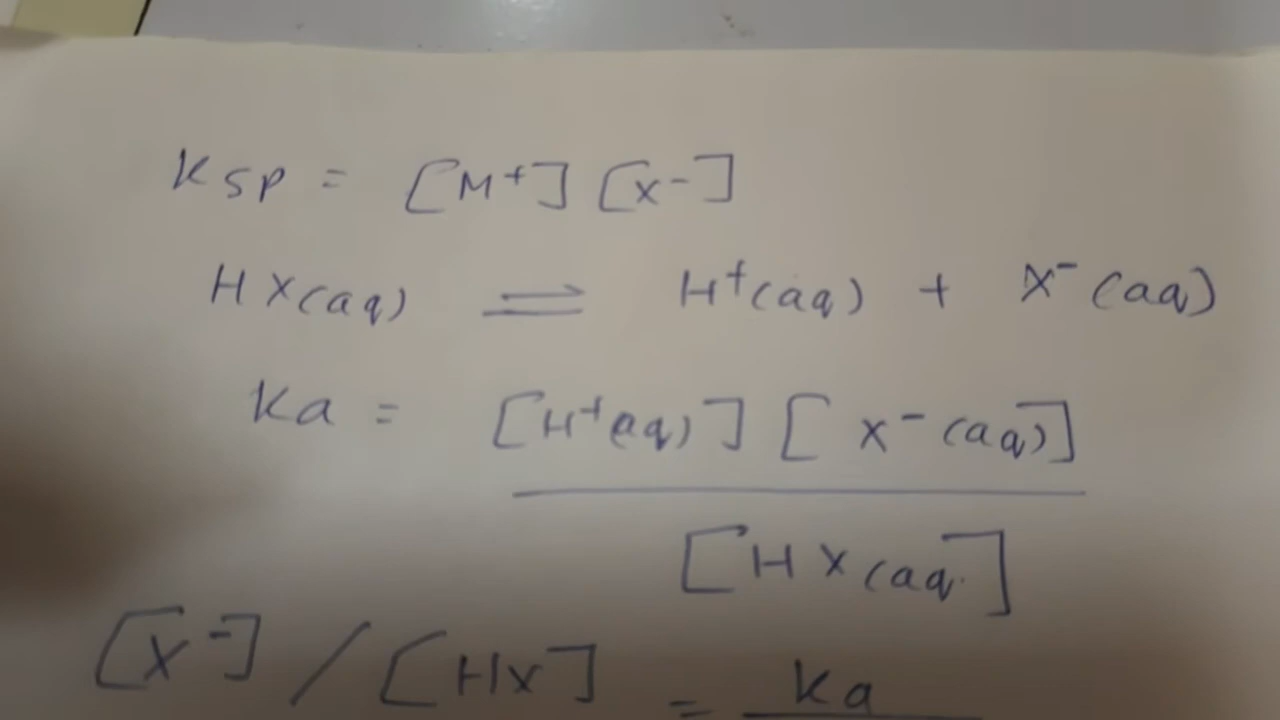 Ksp = [M+] [X-]
HX(aq) ⇌ H+(aq) + X-(aq)
Ka = [H+(aq)] [X-(aq)]
[HX(aq]
[X-] / [HX] = Ka